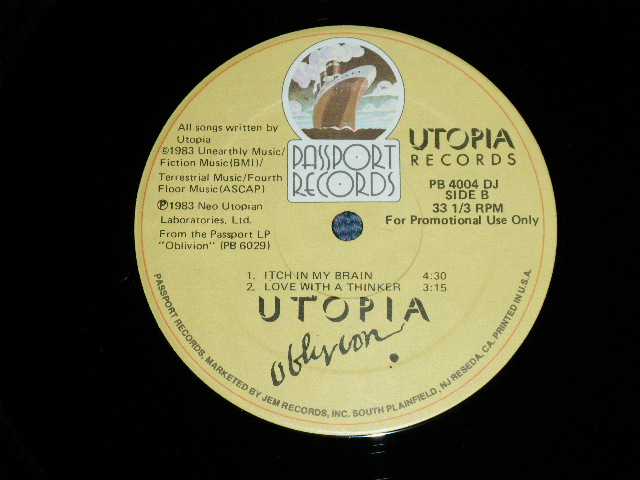 PASSPORT
RECORDS
UTOPIA
RECORDS
All songs written by
Utopia
©1983 Unearthly Music/
Fiction Music(BMI)/
Terrestrial Music/Fourth
Floor Music(ASCAP)
℗1983 Neo Utopian
Laboratories, Ltd.
From the Passport LP
"Oblivion" (PB 6029)
PB 4004 DJ
SIDE B
33 1/3 RPM
For Promotional Use Only
1. ITCH IN MY BRAIN 4:30
2. LOVE WITH A THINKER 3:15
UTOPIA
Oblivion
PASSPORT RECORDS, MARKETED BY JEM RECORDS, INC. SOUTH PLAINFIELD, NJ RESEDA, CA. PRINTED IN U.S.A.